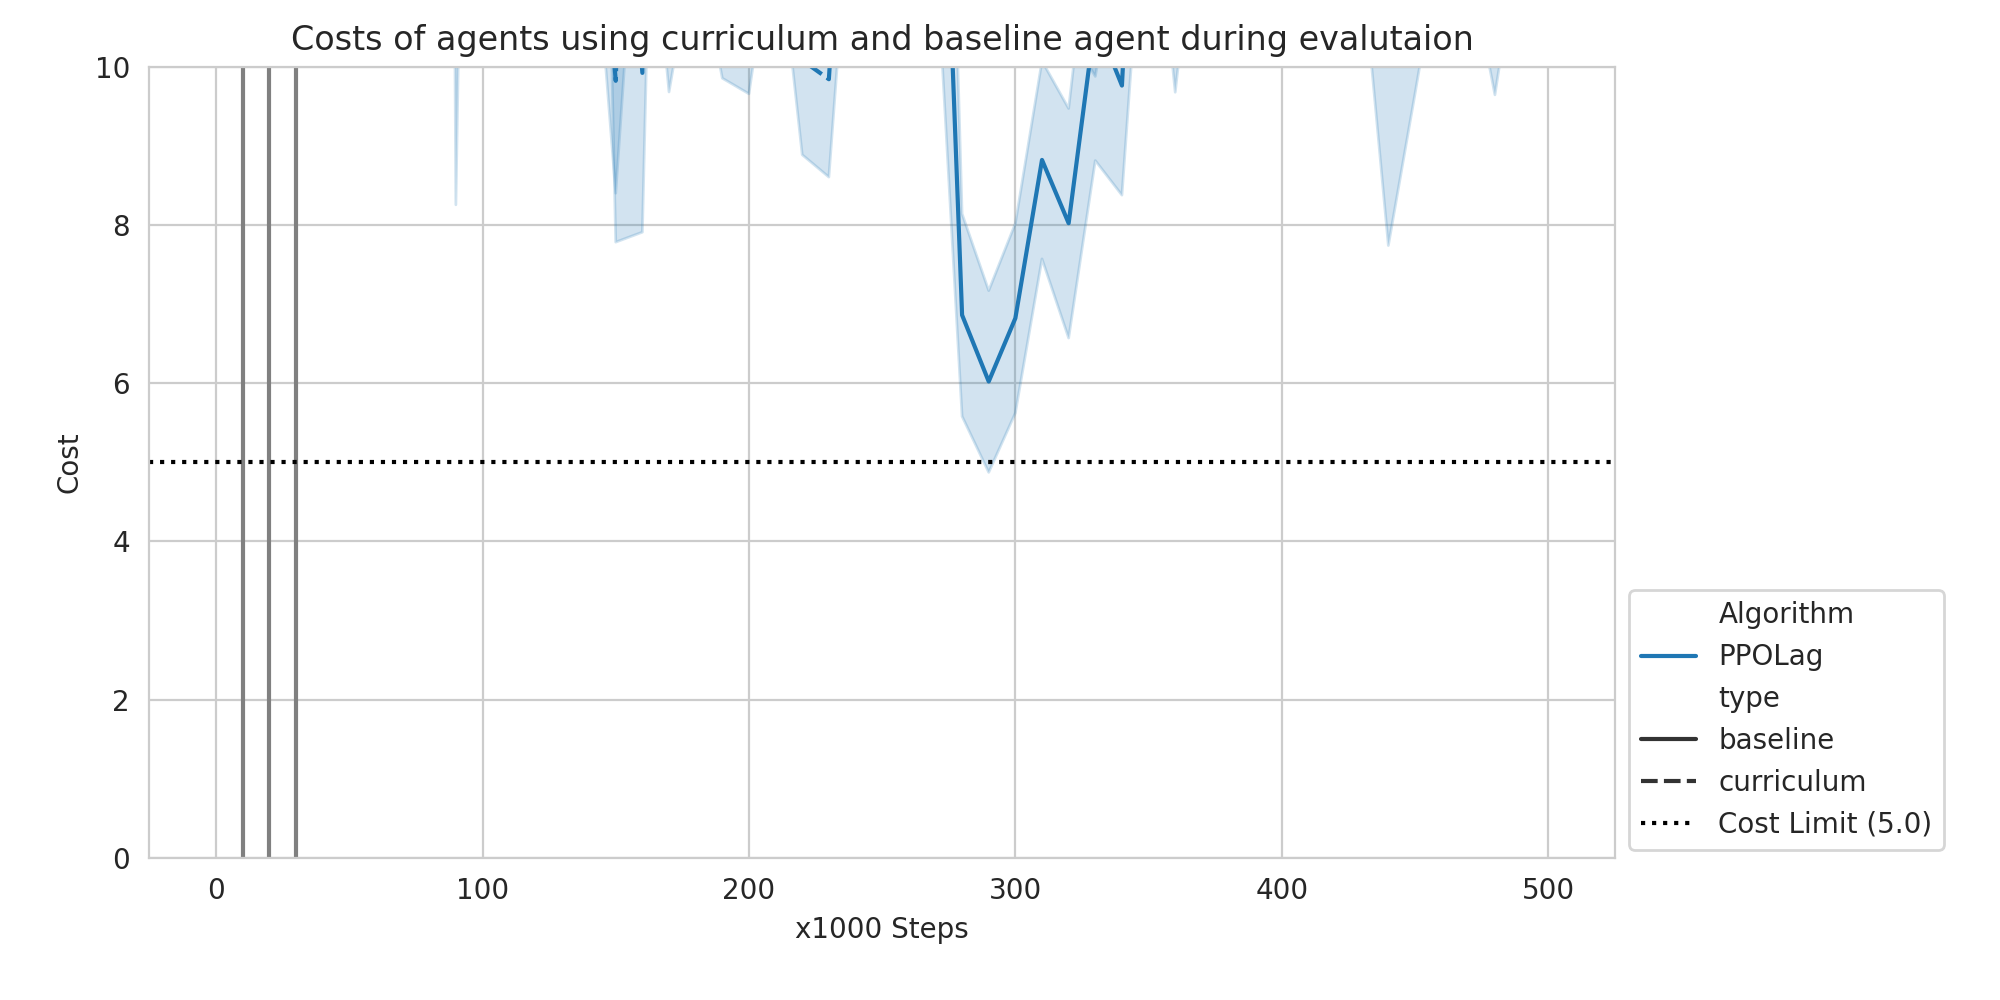 Costs of agents using curriculum and baseline agent during evalutaion
10
8
6
4
2
0
Cost
0 100 200 300 400 500
x1000 Steps
Algorithm
PPOLag
type
baseline
curriculum
Cost Limit (5.0)